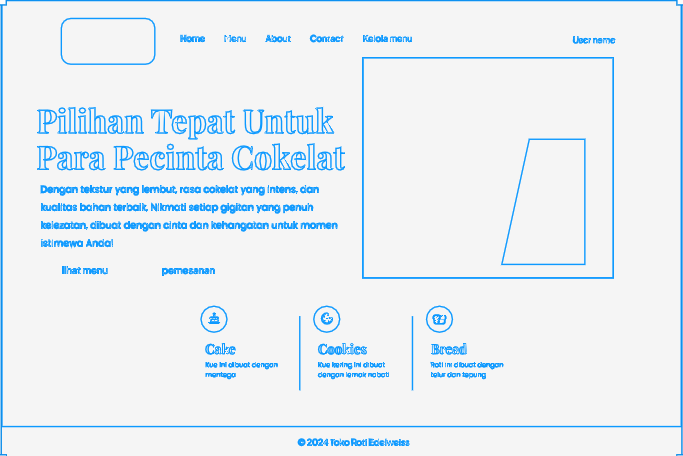 Home Menu About Contact Kelola menu User name
Pilihan Tepat Untuk
Para Pecinta Cokelat
Dengan tekstur yang lembut, rasa cokelat yang intens, dan
kualitas bahan terbaik, Nikmati setiap gigitan yang penuh
kelezatan, dibuat dengan cinta dan kehangatan untuk momen
istimewa Anda!
lihat menu pemesanan
Cake Cookies Bread
Kue ini dibuat dengan Kue kering ini dibuat Roti ini dibuat dengan
mentega dengan lemak nabati telur dan tepung
© 2024 Toko Roti Edelweiss